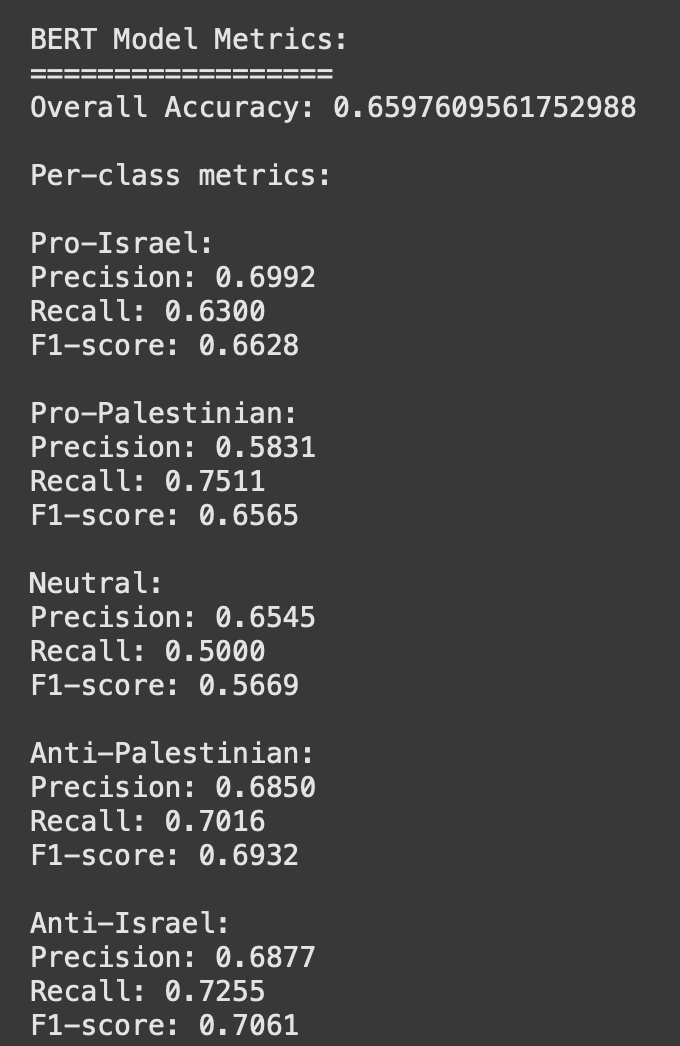 BERT Model Metrics:
==================
Overall Accuracy: 0.6597609561752988
Per-class metrics:
Pro-Israel:
Precision: 0.6992
Recall: 0.6300
F1-score: 0.6628
Pro-Palestinian:
Precision: 0.5831
Recall: 0.7511
F1-score: 0.6565
Neutral:
Precision: 0.6545
Recall: 0.5000
F1-score: 0.5669
Anti-Palestinian:
Precision: 0.6850
Recall: 0.7016
F1-score: 0.6932
Anti-Israel:
Precision: 0.6877
Recall: 0.7255
F1-score: 0.7061